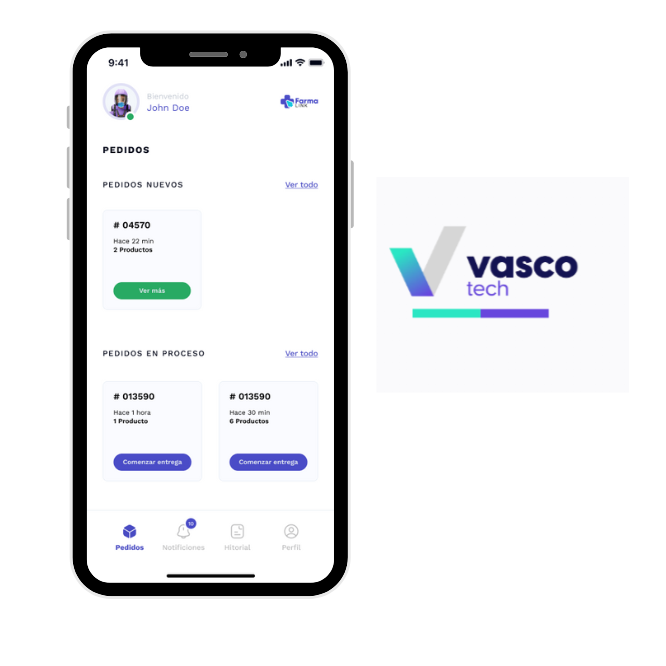 9:41
Bienvenido
John Doe
Farma
Link
PEDIDOS
PEDIDOS NUEVOS
Ver todo
# 04570
Hace 22 min
2 Productos
Ver más
PEDIDOS EN PROCESO
Ver todo
# 013590
Hace 1 hora
1 Producto
Comenzar entrega
# 013590
Hace 30 min
6 Productos
Comenzar entrega
10
Pedidos
Notificiones
Hitorial
Perfil
vasco
tech